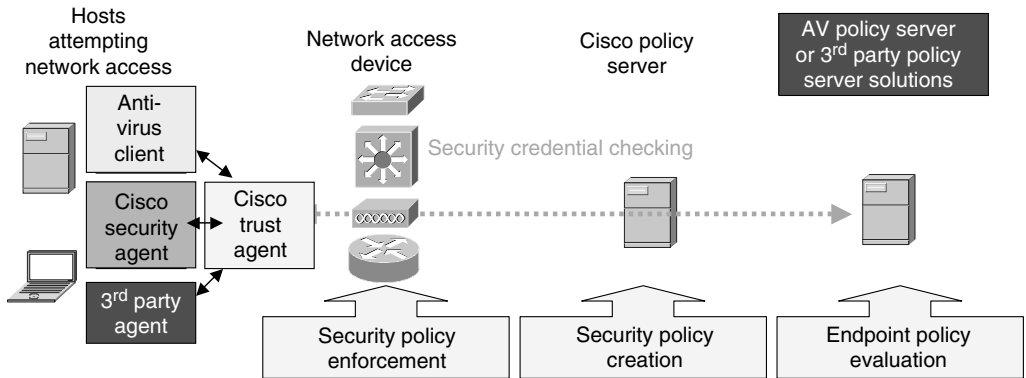 Hosts
attempting
network access
Network access
device
Cisco policy
server
AV policy server
or 3rd party policy
server solutions
Anti-
virus
client
Cisco
security
agent
3rd party
agent
Cisco
trust
agent
Security credential checking
Security policy
enforcement
Security policy
creation
Endpoint policy
evaluation